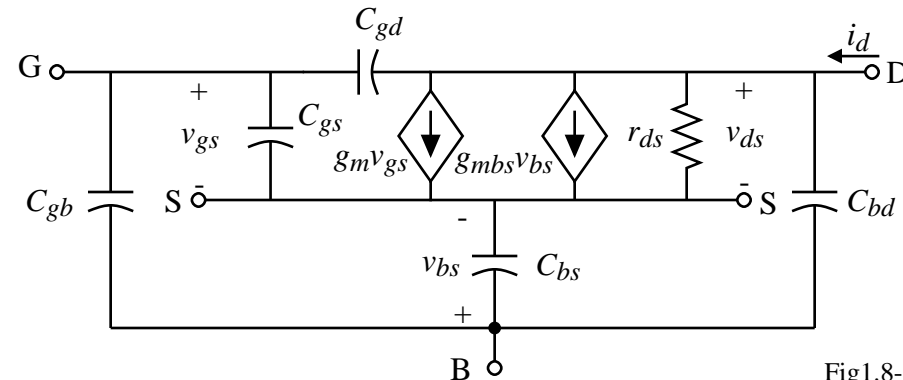 C_gd
i_d
G
D
+
+
C_gs
v_gs
g_m v_gs
g_mbs v_bs
r_ds
v_ds
-
-
C_gb
S
S
C_bd
-
v_bs
C_bs
+
B
Fig1.8-